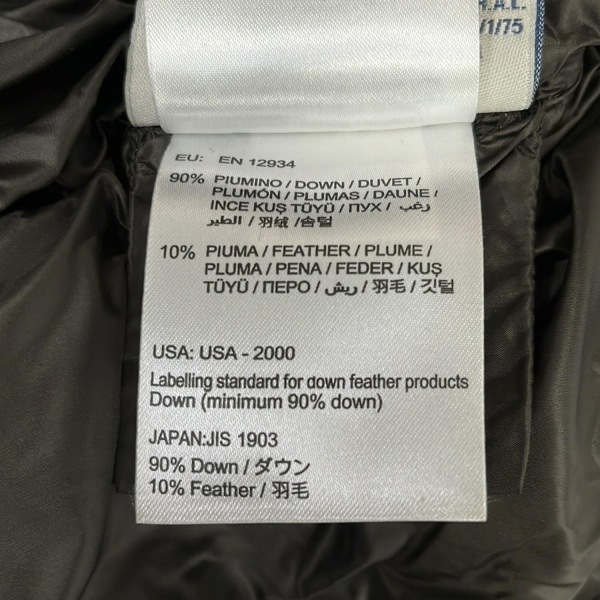 R.A.L.
/1/75
EU: EN 12934
90% PIUMINO / DOWN / DUVET /
PLUMÓN / PLUMAS / DAUNE /
INCE KUŞ TÜYÜ / ПУХ / زغب /
الطير / 羽绒 / 솜털
10% PIUMA / FEATHER / PLUME /
PLUMA / PENA / FEDER / KUŞ
TÜYÜ / ПЕРО / ريش / 羽毛 / 깃털
USA: USA - 2000
Labelling standard for down feather products
Down (minimum 90% down)
JAPAN:JIS 1903
90% Down / ダウン
10% Feather / 羽毛